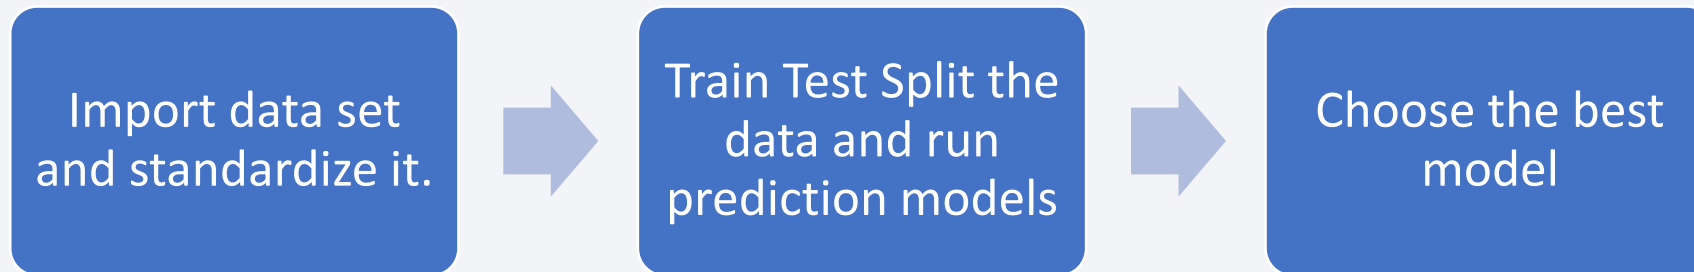 Import data set
and standardize it.
Train Test Split the
data and run
prediction models
Choose the best
model